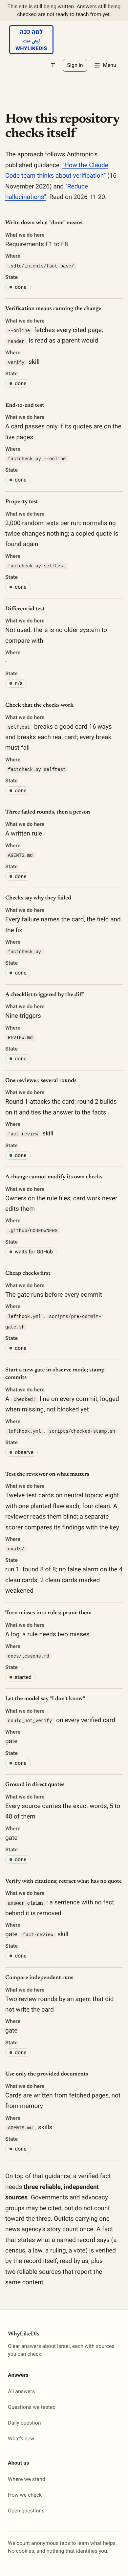 This site is still being written. Answers are still being checked and are not ready to teach from yet.
למה ככה
ليش هيك
WHYLIKEDIS
Sign in
Menu
How this repository checks itself
The approach follows Anthropic's published guidance: "How the Claude Code team thinks about verification" (16 November 2026) and "Reduce hallucinations". Read on 2026-11-20.
Write down what "done" means
What we do here
Requirements F1 to F8
Where
.sdlc/intents/fact-base/
State
done
Verification means running the change
What we do here
--online fetches every cited page; render is read as a parent would
Where
verify skill
State
done
End-to-end test
What we do here
A card passes only if its quotes are on the live pages
Where
factcheck.py --online
State
done
Property test
What we do here
2,000 random texts per run: normalising twice changes nothing; a copied quote is found again
Where
factcheck.py selftest
State
done
Differential test
What we do here
Not used: there is no older system to compare with
Where
-
State
n/a
Check that the checks work
What we do here
selftest breaks a good card 16 ways and breaks each real card; every break must fail
Where
factcheck.py selftest
State
done
Three failed rounds, then a person
What we do here
A written rule
Where
AGENTS.md
State
done
Checks say why they failed
What we do here
Every failure names the card, the field and the fix
Where
factcheck.py
State
done
A checklist triggered by the diff
What we do here
Nine triggers
Where
REVIEW.md
State
done
One reviewer, several rounds
What we do here
Round 1 attacks the card; round 2 builds on it and ties the answer to the facts
Where
fact-review skill
State
done
A change cannot modify its own checks
What we do here
Owners on the rule files; card work never edits them
Where
.github/CODEOWNERS
State
waits for GitHub
Cheap checks first
What we do here
The gate runs before every commit
Where
lefthook.yml, scripts/pre-commit-gate.sh
State
done
Start a new gate in observe mode; stamp commits
What we do here
A Checked: line on every commit, logged when missing, not blocked yet
Where
lefthook.yml, scripts/checked-stamp.sh
State
observe
Test the reviewer on what matters
What we do here
Twelve test cards on neutral topics: eight with one planted flaw each, four clean. A reviewer reads them blind; a separate scorer compares its findings with the key
Where
evals/
State
run 1: found 8 of 8; no false alarm on the 4 clean cards; 2 clean cards marked weakened
Turn misses into rules; prune them
What we do here
A log; a rule needs two misses
Where
docs/lessons.md
State
started
Let the model say "I don't know"
What we do here
could_not_verify on every verified card
Where
gate
State
done
Ground in direct quotes
What we do here
Every source carries the exact words, 5 to 40 of them
Where
gate
State
done
Verify with citations; retract what has no quote
What we do here
answer_claims: a sentence with no fact behind it is removed
Where
gate, fact-review skill
State
done
Compare independent runs
What we do here
Two review rounds by an agent that did not write the card
Where
gate
State
done
Use only the provided documents
What we do here
Cards are written from fetched pages, not from memory
Where
AGENTS.md, skills
State
done
On top of that guidance, a verified fact needs three reliable, independent sources. Governments and advocacy groups may be cited, but do not count toward the three. Outlets carrying one news agency's story count once. A fact that states what a named record says (a census, a law, a ruling, a vote) is verified by the record itself, read by us, plus two reliable sources that report the same content.
WhyLikeDis
Clear answers about Israel, each with sources you can check.
Answers
All answers
Questions we tested
Daily question
What's new
About us
Where we stand
How we check
Open questions
We count anonymous taps to learn what helps. No cookies, and nothing that identifies you.